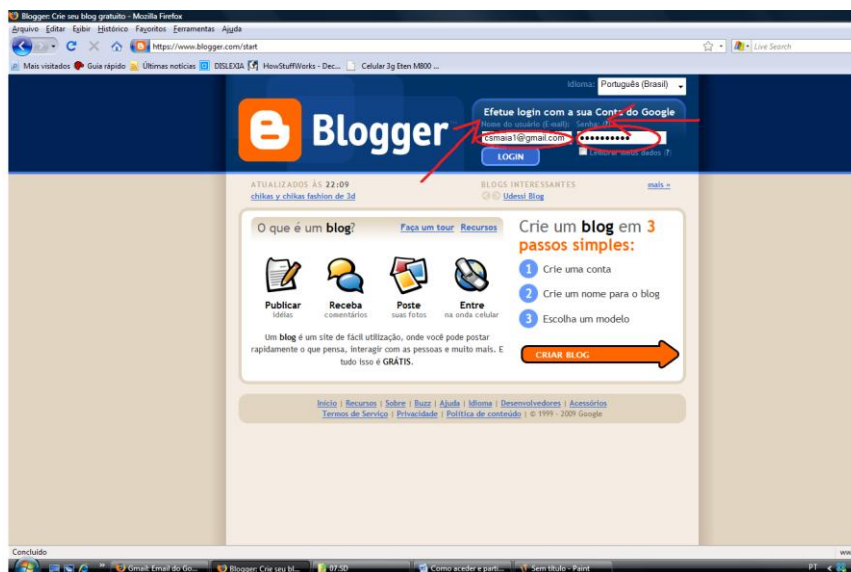 Blogger: Crie seu blog gratuito - Mozilla Firefox
Arquivo Editar Exibir Histórico Favoritos Ferramentas Ajuda
https://www.blogger.com/start
Live Search
Mais visitados Guia rápido Últimas notícias DISLEXIA HowStuffWorks - Dec... Celular 3g Eten M800 ...
Idioma: Português (Brasil)
Efetue login com a sua Conta do Google
Nome do usuário (E-mail): Senha: (?)
csmaia1@gmail.com ••••••••••
LOGIN
Lembrar meus dados (?)
Blogger
ATUALIZADOS ÀS 22:09
chikas y chikas fashion de 3d
BLOGS INTERESSANTES
mais »
Udessi Blog
O que é um blog?
Faça um tour Recursos
Publicar
idéias
Receba
comentários
Poste
suas fotos
Entre
na onda celular
Um blog é um site de fácil utilização, onde você pode postar
rapidamente o que pensa, interagir com as pessoas e muito mais. E
tudo isso é GRÁTIS.
Crie um blog em 3
passos simples:
1 Crie uma conta
2 Crie um nome para o blog
3 Escolha um modelo
CRIAR BLOG
Início | Recursos | Sobre | Buzz | Ajuda | Idioma | Desenvolvedores | Acessórios
Termos de Serviço | Privacidade | Política de conteúdo | © 1999 - 2009 Google
Concluído
www
Gmail: Email do Go... Blogger: Crie seu bl... 07.SD Como aceder e parti... Sem título - Paint PT